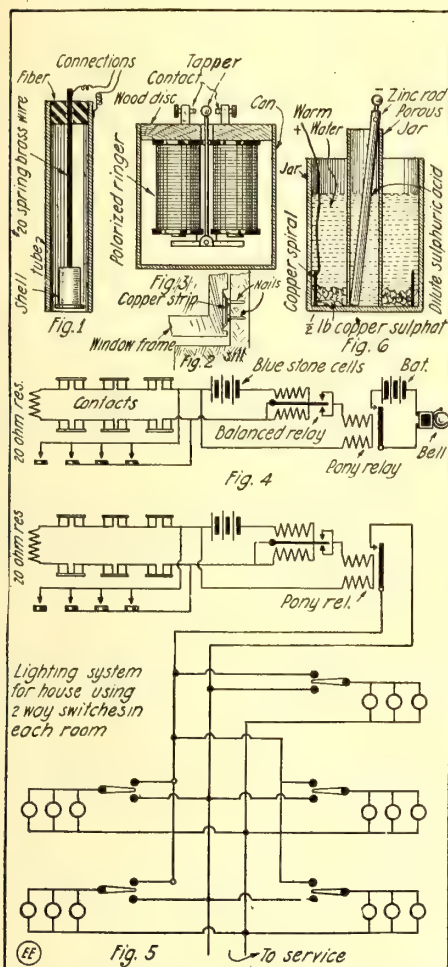 Connections
Fiber
#20 spring brass wire
Shell
tube
Fig. 1
Tapper
Contact
Wood disc
Can
Polarized ringer
Fig. 3
Copper strip
Nails
Window frame
Fig. 2
Sill
Zinc rod
Porous
Jar
Warm
Water
+
-
Jar
Copper spiral
Dilute sulphuric acid
½ lb copper sulphat
Fig. 6
20 ohm res.
Contacts
Blue stone cells
Balanced relay
Pony relay
Bat.
Bell
Fig. 4
20 ohm res
Pony rel.
Lighting system
for house using
2 way switches in
each room
EE
Fig. 5
To service